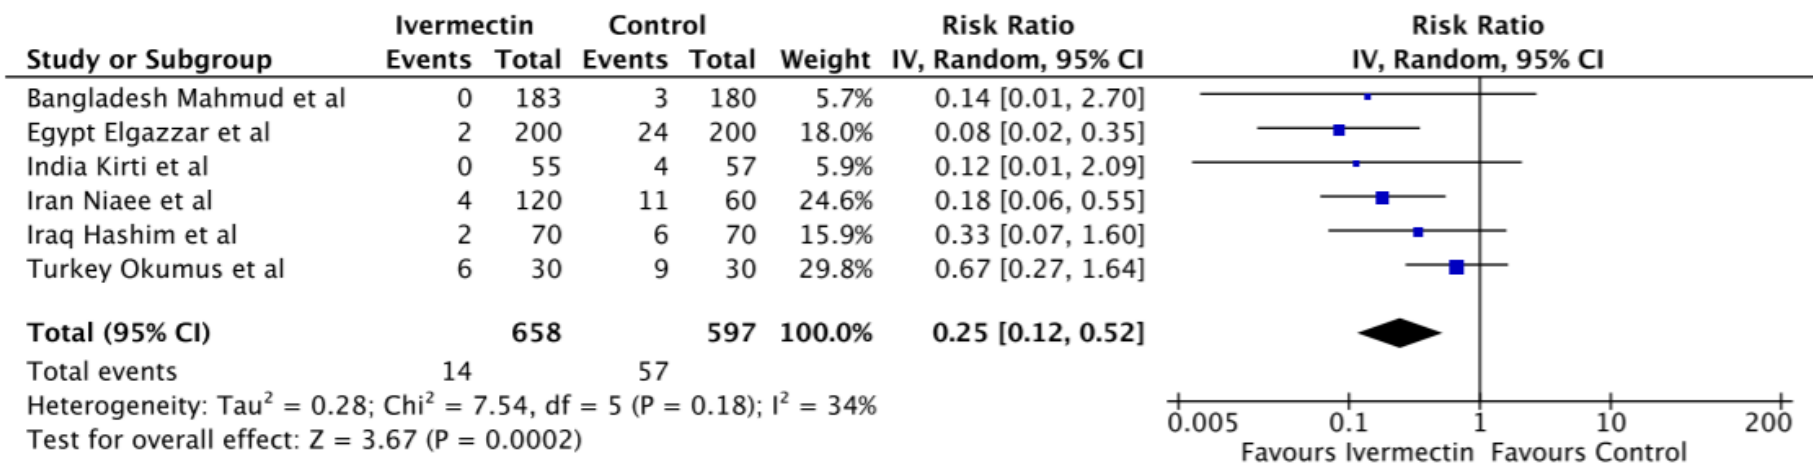 Ivermectin Control Risk Ratio Risk Ratio
Study or Subgroup Events Total Events Total Weight IV, Random, 95% CI IV, Random, 95% CI
Bangladesh Mahmud et al 0 183 3 180 5.7% 0.14 [0.01, 2.70]
Egypt Elgazzar et al 2 200 24 200 18.0% 0.08 [0.02, 0.35]
India Kirti et al 0 55 4 57 5.9% 0.12 [0.01, 2.09]
Iran Niaee et al 4 120 11 60 24.6% 0.18 [0.06, 0.55]
Iraq Hashim et al 2 70 6 70 15.9% 0.33 [0.07, 1.60]
Turkey Okumus et al 6 30 9 30 29.8% 0.67 [0.27, 1.64]
Total (95% CI) 658 597 100.0% 0.25 [0.12, 0.52]
Total events 14 57
Heterogeneity: Tau² = 0.28; Chi² = 7.54, df = 5 (P = 0.18); I² = 34%
Test for overall effect: Z = 3.67 (P = 0.0002)
0.005 0.1 1 10 200
Favours Ivermectin Favours Control